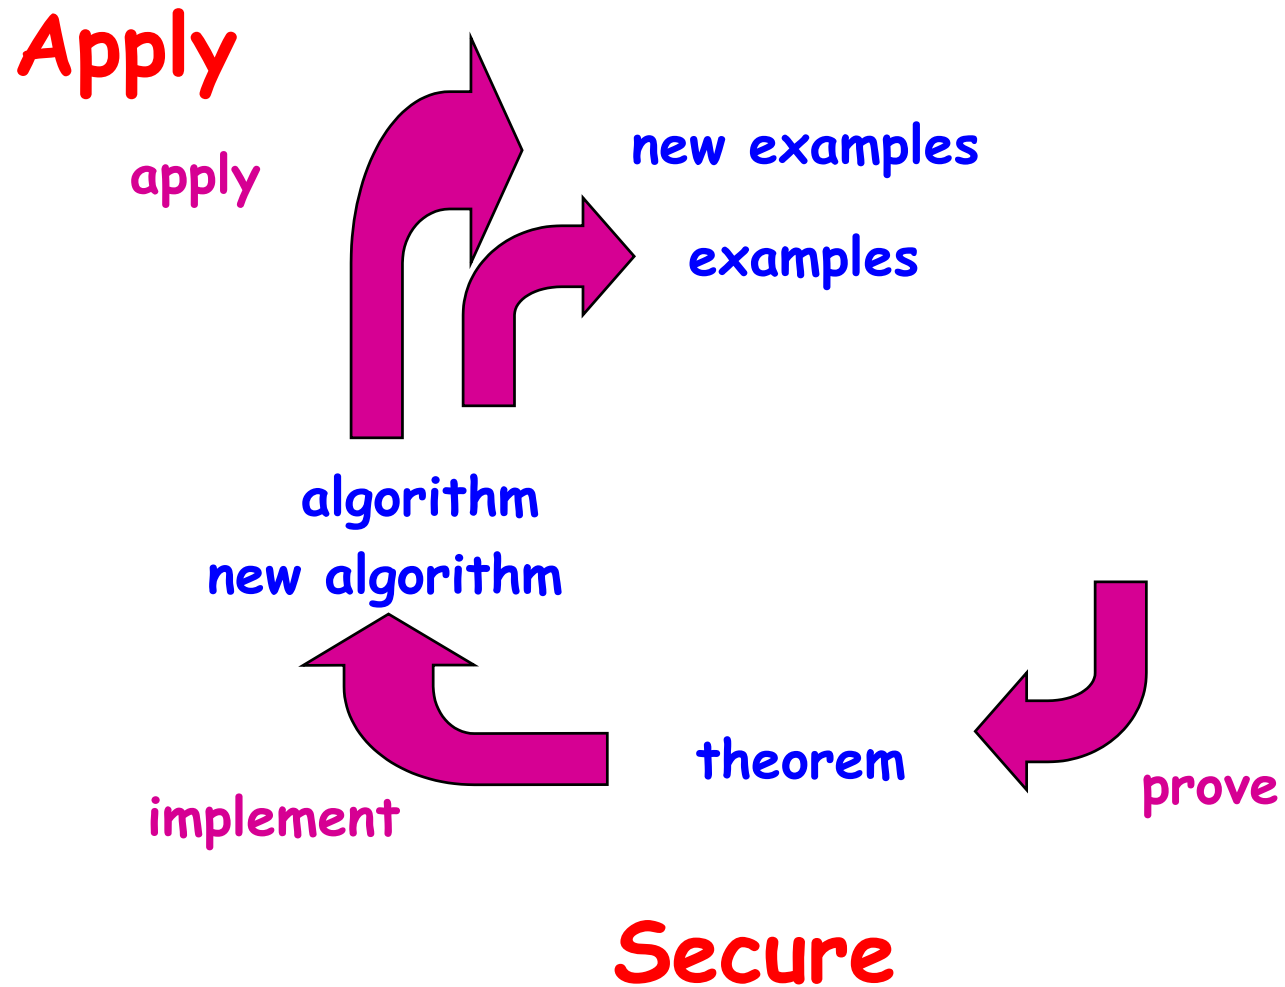 Apply
new examples
apply
examples
algorithm
new algorithm
theorem
prove
implement
Secure